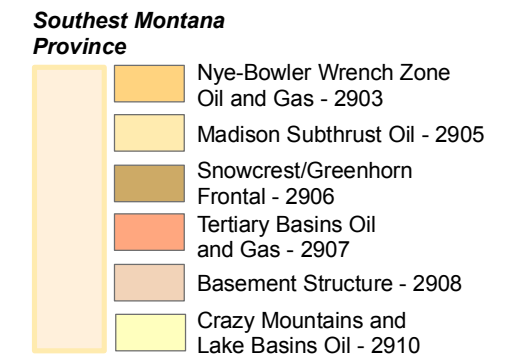 Southest Montana
Province
Nye-Bowler Wrench Zone
Oil and Gas - 2903
Madison Subthrust Oil - 2905
Snowcrest/Greenhorn
Frontal - 2906
Tertiary Basins Oil
and Gas - 2907
Basement Structure - 2908
Crazy Mountains and
Lake Basins Oil - 2910